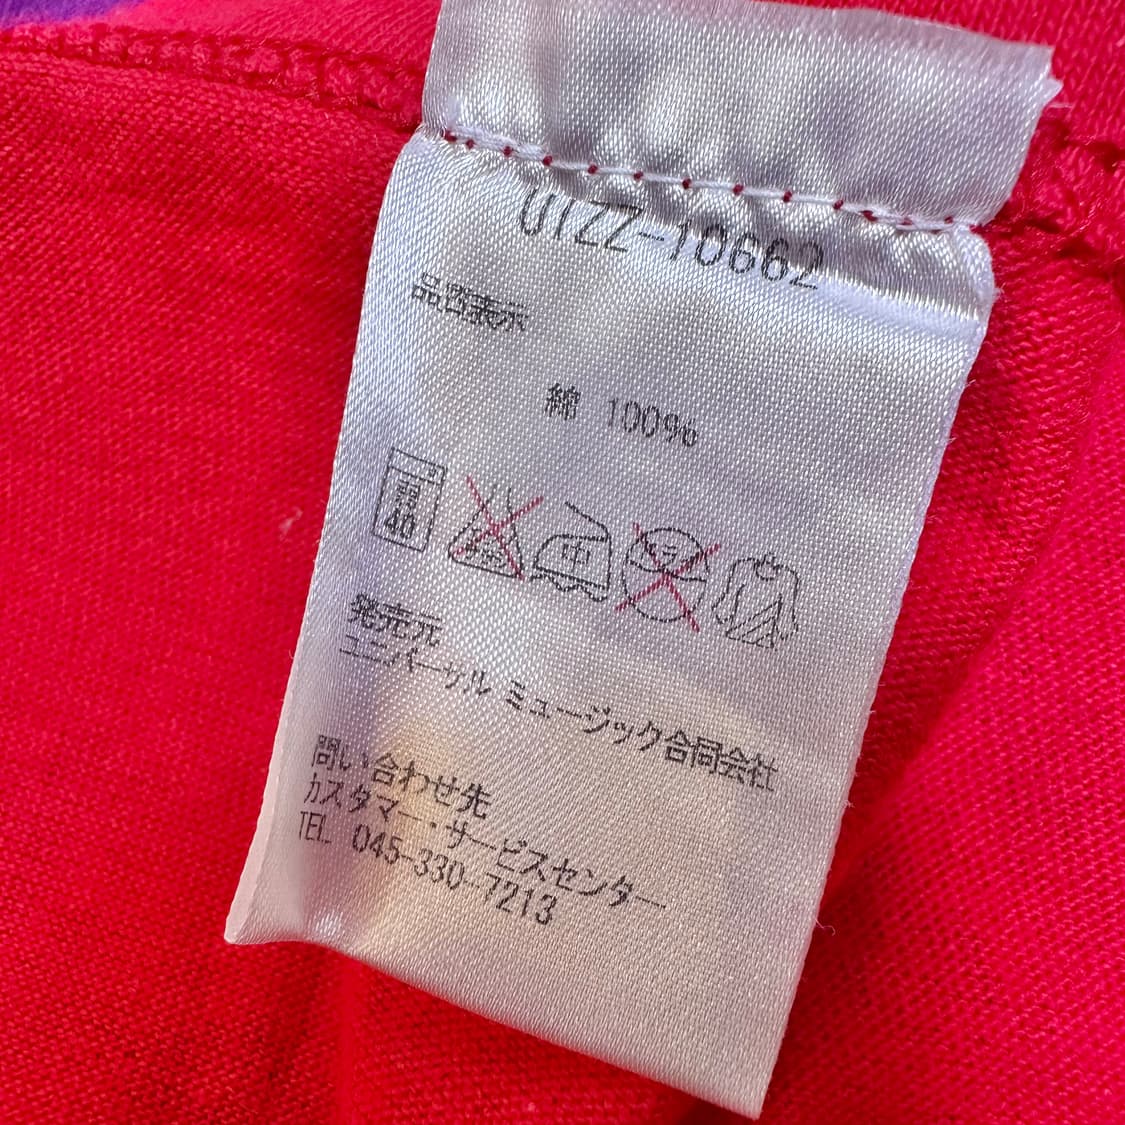 UIZZ-10662
品質表示
綿 100%
40
中
発売元
ユニバーサル ミュージック合同会社
問い合わせ先
カスタマー・サービスセンター
TEL 045-330-7213